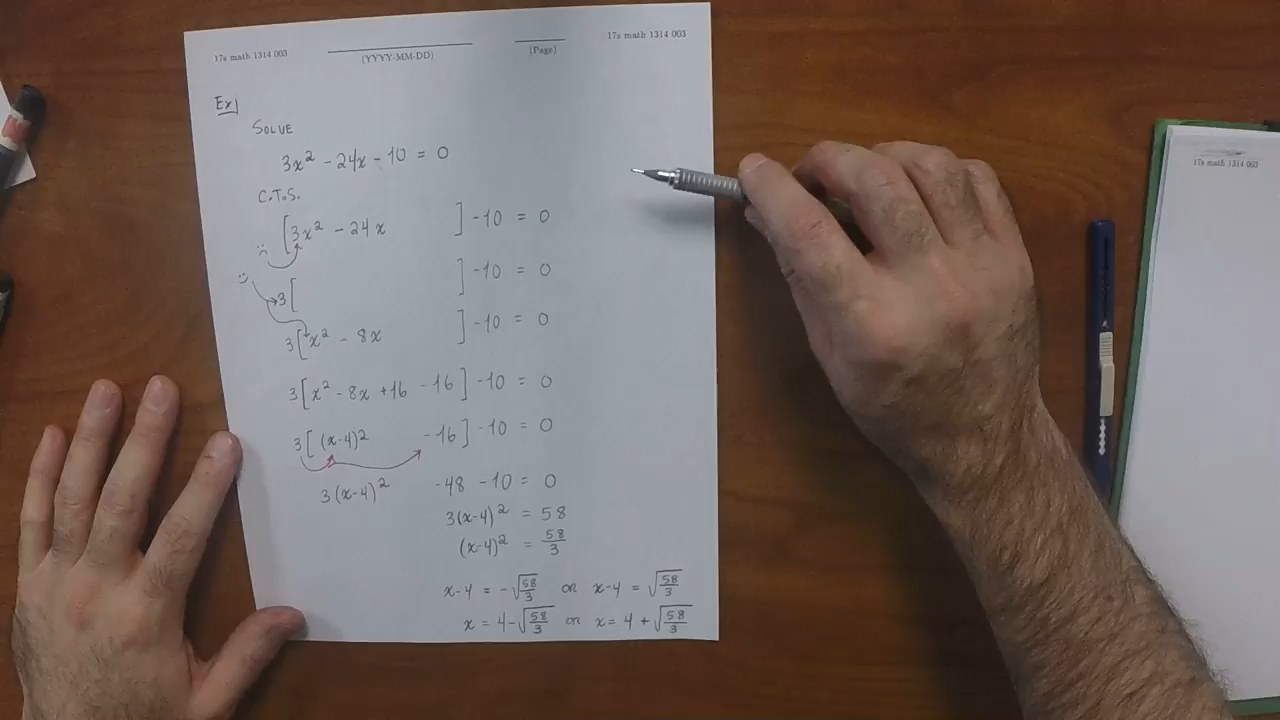 17s math 1314 003 (YYYY-MM-DD) (Page) 17s math 1314 003
Ex|
SOLVE
3x² - 24x - 10 = 0
C.T.S.
[3x² - 24x ] - 10 = 0
3[ ] - 10 = 0
3[x² - 8x ] - 10 = 0
3[x² - 8x + 16 - 16] - 10 = 0
3[(x-4)² - 16] - 10 = 0
3(x-4)² - 48 - 10 = 0
3(x-4)² = 58
(x-4)² = 58/3
x-4 = -√(58/3) or x-4 = √(58/3)
x = 4-√(58/3) or x = 4 + √(58/3)
17s math 1314 003